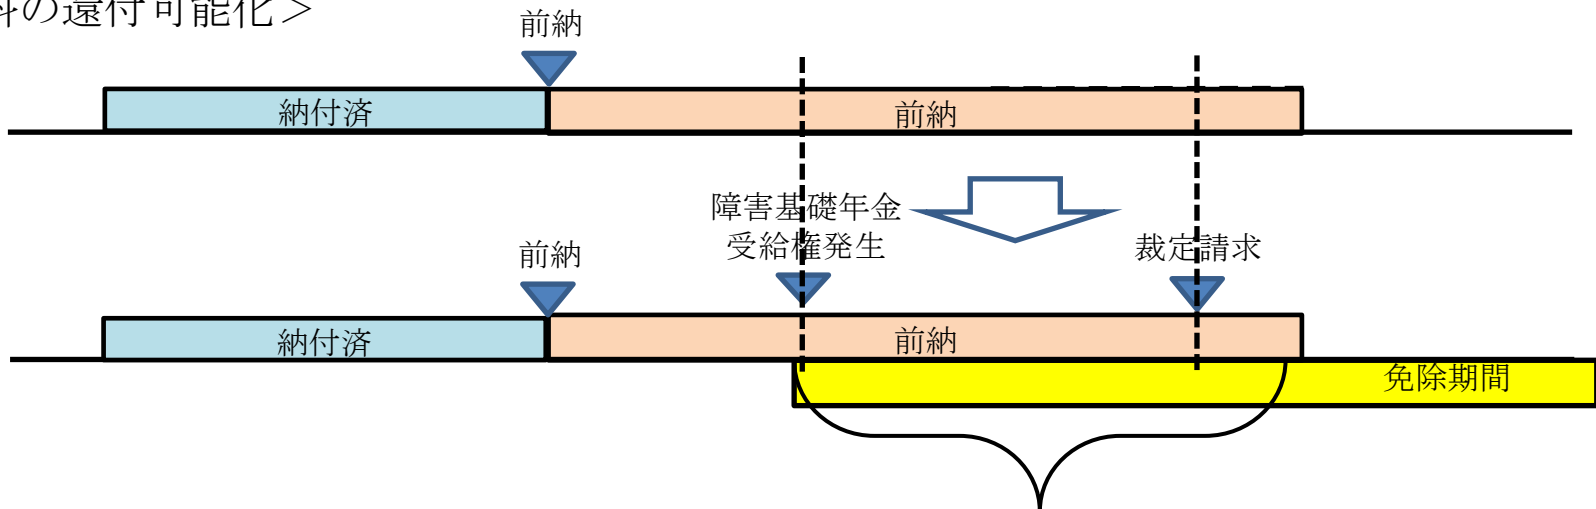 料の還付可能化＞
前納
納付済
前納
障害基礎年金
受給権発生
裁定請求
前納
納付済
前納
免除期間